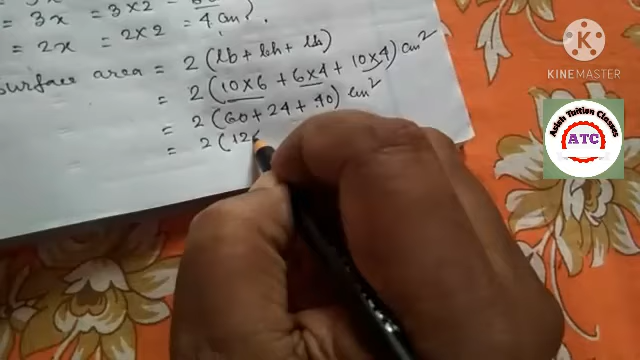 = 3x = 3×2 =
= 2x = 2×2 = 4 cm
surface area = 2 (lb + bh + lh)
= 2 (10×6 + 6×4 + 10×4) cm²
= 2 (60 + 24 + 40) cm²
= 2 (12
KINEMASTER
Asiah Tuition Classes
ATC